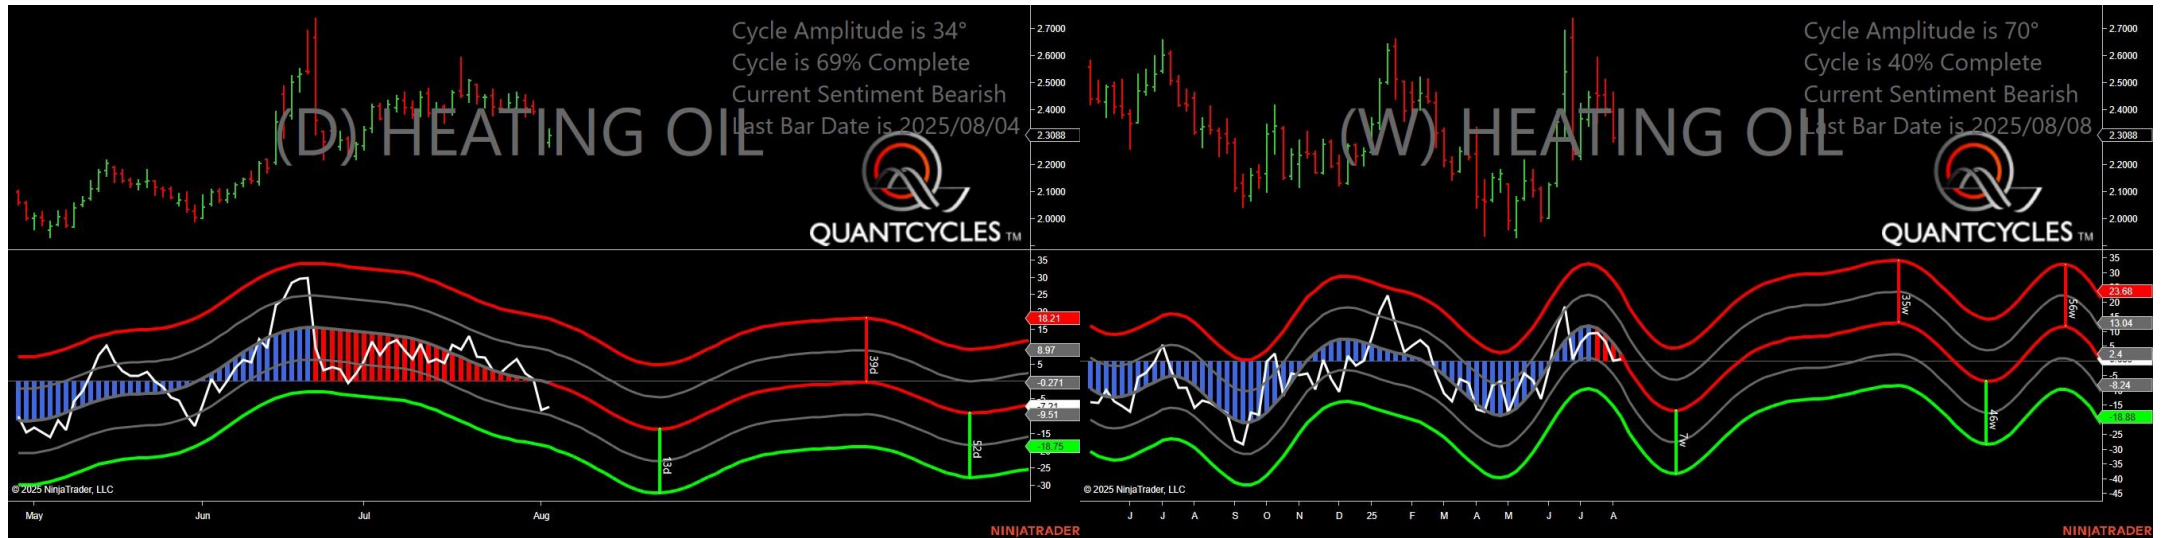 Cycle Amplitude is 34°
Cycle is 69% Complete
Current Sentiment Bearish
Last Bar Date is 2025/08/04
(D) HEATING OIL
QUANTCYCLES TM
2.7000
2.6000
2.5000
2.4000
2.3088
2.2000
2.1000
2.0000
35
30
25
18.21
15
8.97
5
-0.271
-5
-7.21
-9.51
-15
-18.75
-25
-30
39d
13d
52d
© 2025 NinjaTrader, LLC
May Jun Jul Aug
NINJATRADER
Cycle Amplitude is 70°
Cycle is 40% Complete
Current Sentiment Bearish
Last Bar Date is 2025/08/08
(W) HEATING OIL
QUANTCYCLES TM
2.7000
2.6000
2.5000
2.4000
2.3088
2.2000
2.1000
2.0000
35
30
23.68
20
13.04
10
2.4
-5
-8.24
-15
-18.88
-25
-30
-35
-40
-45
35w
56w
7w
46w
© 2025 NinjaTrader, LLC
J J A S O N D 25 F M A M J J A
NINJATRADER